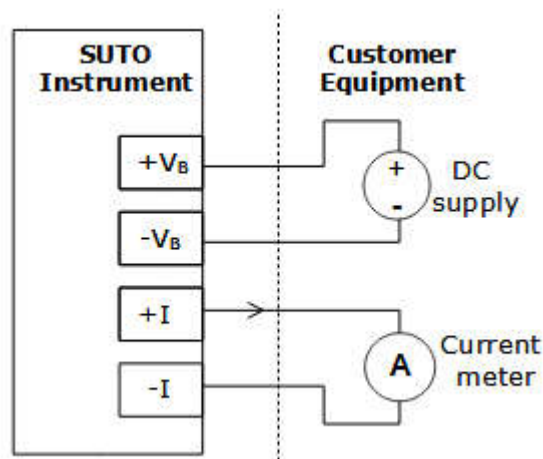 SUTO
Instrument
Customer
Equipment
+VB
-VB
+I
-I
+
-
DC
supply
A
Current
meter